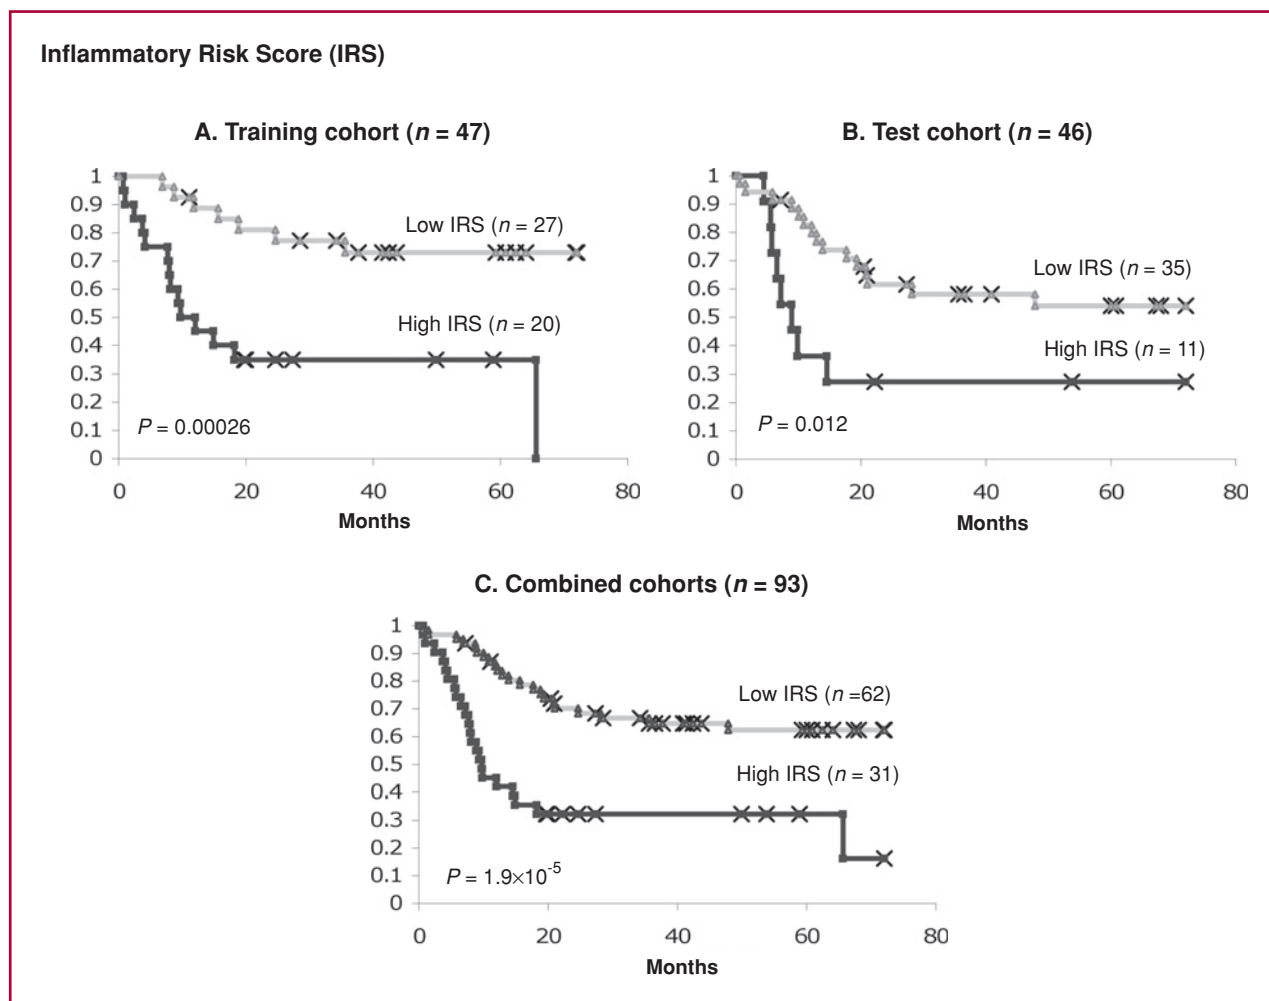 Inflammatory Risk Score (IRS)
A. Training cohort (n = 47)
1
0.9
0.8
0.7
0.6
0.5
0.4
0.3
0.2
0.1
0
Low IRS (n = 27)
High IRS (n = 20)
P = 0.00026
0 20 40 60 80
Months
B. Test cohort (n = 46)
1
0.9
0.8
0.7
0.6
0.5
0.4
0.3
0.2
0.1
0
Low IRS (n = 35)
High IRS (n = 11)
P = 0.012
0 20 40 60 80
Months
C. Combined cohorts (n = 93)
1
0.9
0.8
0.7
0.6
0.5
0.4
0.3
0.2
0.1
0
Low IRS (n =62)
High IRS (n = 31)
P = 1.9×10-5
0 20 40 60 80
Months